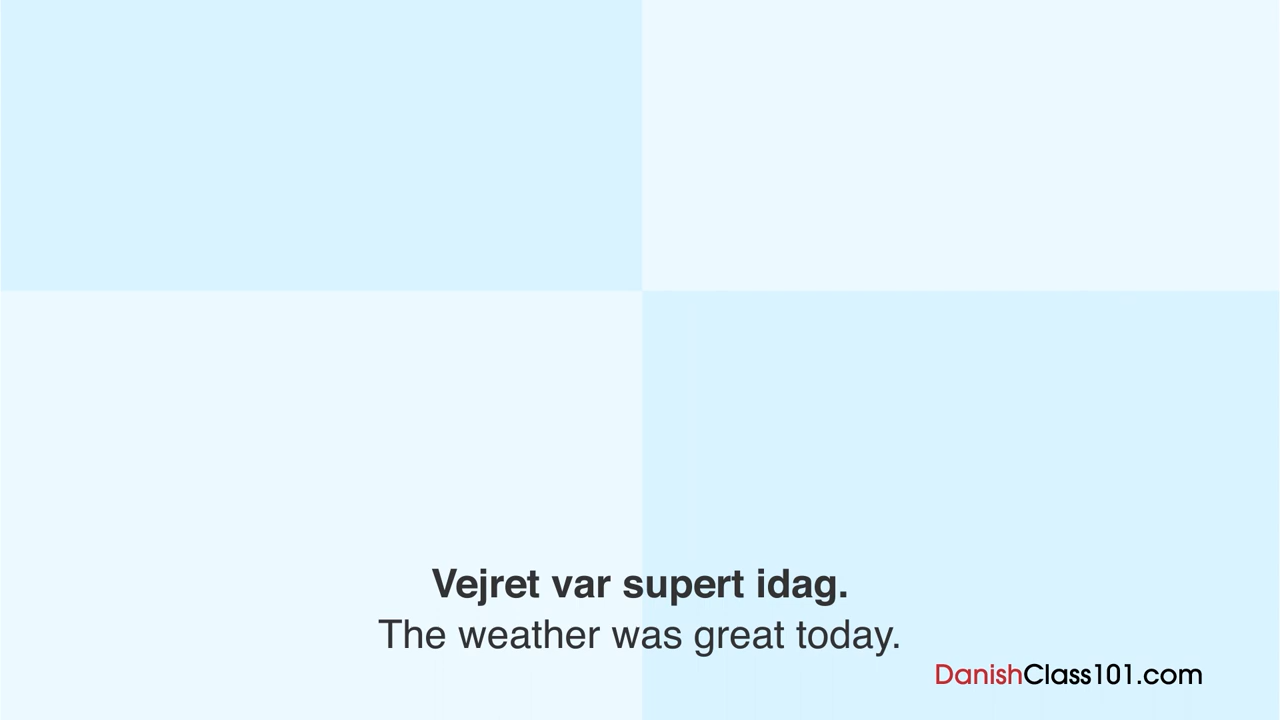 Vejret var supert idag.
The weather was great today.
DanishClass101.com